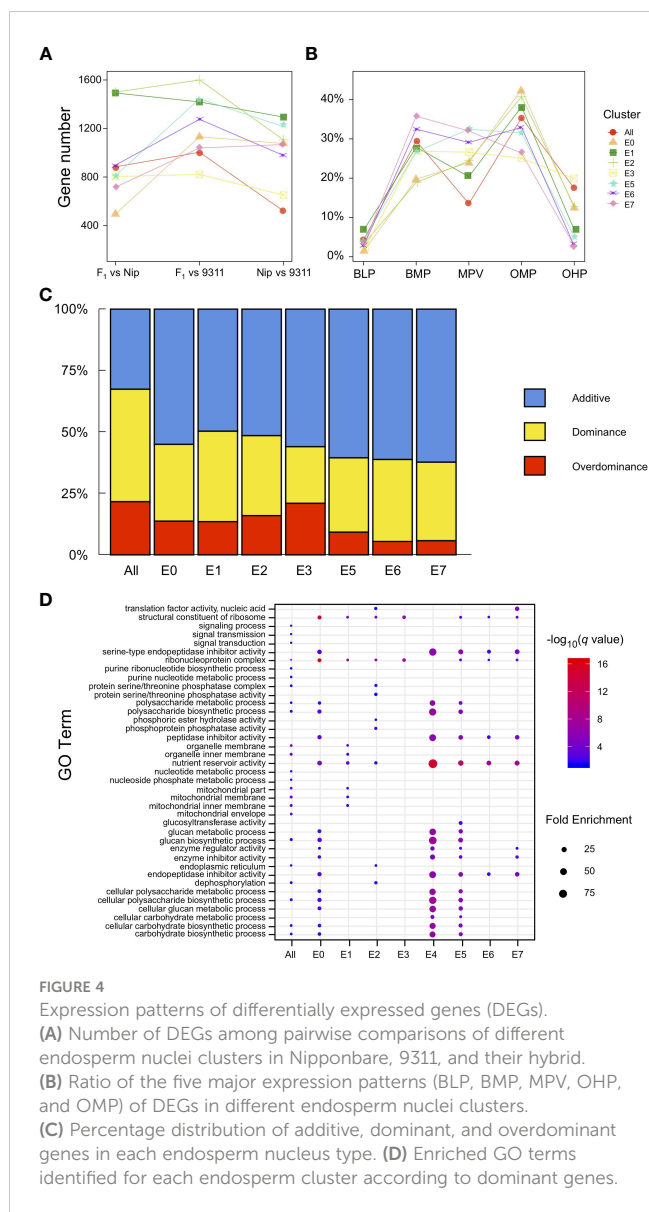 A
B
1600
1200
800
400
Gene number
F1 vs Nip
F1 vs 9311
Nip vs 9311
40%
30%
20%
10%
0%
BLP
BMP
MPV
OMP
OHP
Cluster
All
E0
E1
E2
E3
E5
E6
E7
C
100%
75%
50%
25%
0%
All
E0
E1
E2
E3
E5
E6
E7
Additive
Dominance
Overdominance
D
GO Term
translation factor activity, nucleic acid
structural constituent of ribosome
signaling process
signal transmission
signal transduction
serine-type endopeptidase inhibitor activity
ribonucleoprotein complex
purine ribonucleotide biosynthetic process
purine nucleotide metabolic process
protein serine/threonine phosphatase complex
protein serine/threonine phosphatase activity
polysaccharide metabolic process
polysaccharide biosynthetic process
phosphoric ester hydrolase activity
phosphoprotein phosphatase activity
peptidase inhibitor activity
organelle membrane
organelle inner membrane
nutrient reservoir activity
nucleotide metabolic process
nucleoside phosphate metabolic process
mitochondrial part
mitochondrial membrane
mitochondrial inner membrane
mitochondrial envelope
glucosyltransferase activity
glucan metabolic process
glucan biosynthetic process
enzyme regulator activity
enzyme inhibitor activity
endoplasmic reticulum
endopeptidase inhibitor activity
dephosphorylation
cellular polysaccharide metabolic process
cellular polysaccharide biosynthetic process
cellular glucan metabolic process
cellular carbohydrate metabolic process
cellular carbohydrate biosynthetic process
carbohydrate biosynthetic process
All
E0
E1
E2
E3
E4
E5
E6
E7
-log10(q value)
16
12
8
4
Fold Enrichment
25
50
75
FIGURE 4
Expression patterns of differentially expressed genes (DEGs).
(A) Number of DEGs among pairwise comparisons of different
endosperm nuclei clusters in Nipponbare, 9311, and their hybrid.
(B) Ratio of the five major expression patterns (BLP, BMP, MPV, OHP,
and OMP) of DEGs in different endosperm nuclei clusters.
(C) Percentage distribution of additive, dominant, and overdominant
genes in each endosperm nucleus type. (D) Enriched GO terms
identified for each endosperm cluster according to dominant genes.